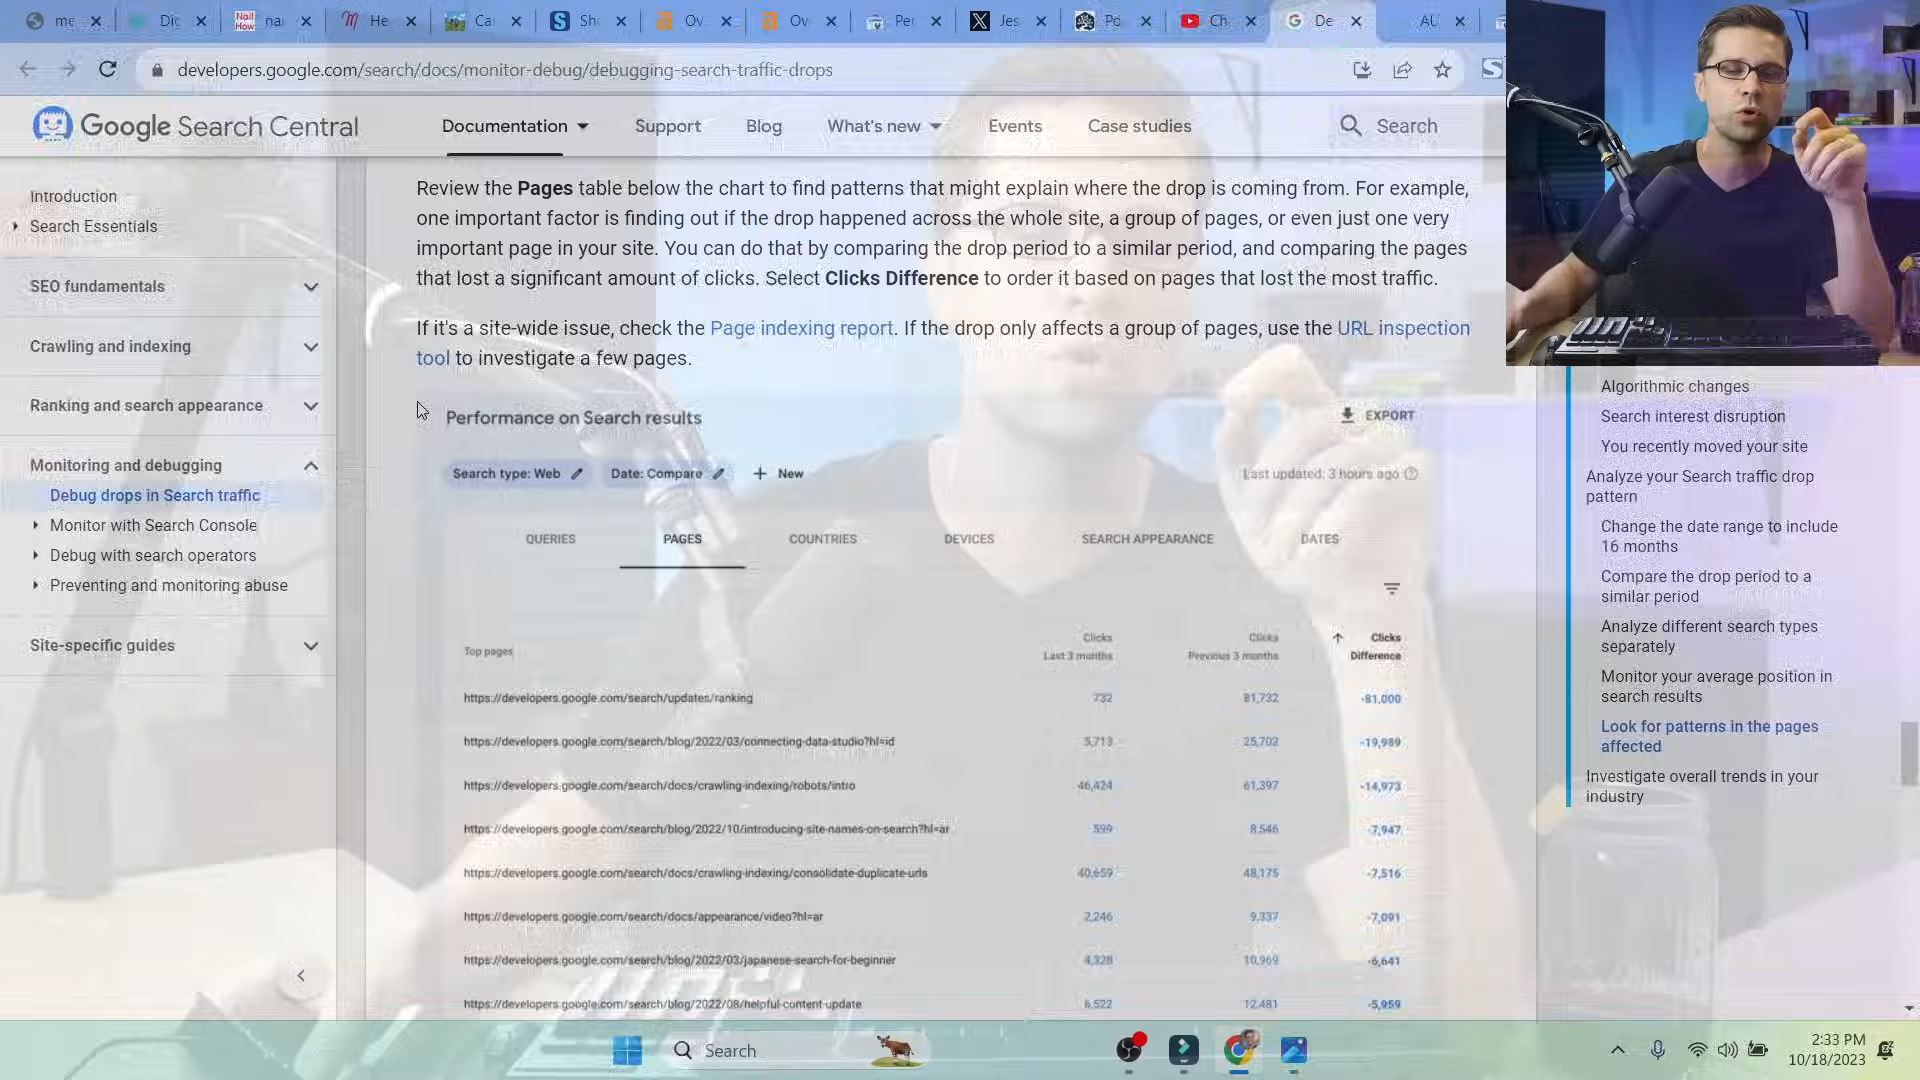 me
Dig
Nail How
nai
He
Ca
Sh
Ov
Ov
Per
Jes
Po
Ch
De
AU
developers.google.com/search/docs/monitor-debug/debugging-search-traffic-drops
Google Search Central
Documentation
Support
Blog
What's new
Events
Case studies
Search
Introduction
Search Essentials
SEO fundamentals
Crawling and indexing
Ranking and search appearance
Monitoring and debugging
Debug drops in Search traffic
Monitor with Search Console
Debug with search operators
Preventing and monitoring abuse
Site-specific guides
Review the Pages table below the chart to find patterns that might explain where the drop is coming from. For example,
one important factor is finding out if the drop happened across the whole site, a group of pages, or even just one very
important page in your site. You can do that by comparing the drop period to a similar period, and comparing the pages
that lost a significant amount of clicks. Select Clicks Difference to order it based on pages that lost the most traffic.
If it's a site-wide issue, check the Page indexing report. If the drop only affects a group of pages, use the URL inspection
tool to investigate a few pages.
Performance on Search results
EXPORT
Search type: Web
Date: Compare
+ New
Last updated: 3 hours ago
QUERIES PAGES COUNTRIES DEVICES SEARCH APPEARANCE DATES
Top pages
Clicks
Last 3 months
Clicks
Previous 3 months
Clicks
Difference
https://developers.google.com/search/updates/ranking 732 81,732 -81,000
https://developers.google.com/search/blog/2022/03/connecting-data-studio?hl=id 5,713 25,702 -19,989
https://developers.google.com/search/docs/crawling-indexing/robots/intro 46,424 61,397 -14,973
https://developers.google.com/search/blog/2022/10/introducing-site-names-on-search?hl=ar 599 8,546 -7,947
https://developers.google.com/search/docs/crawling-indexing/consolidate-duplicate-urls 40,659 48,175 -7,516
https://developers.google.com/search/docs/appearance/video?hl=ar 2,246 9,337 -7,091
https://developers.google.com/search/blog/2022/03/japanese-search-for-beginner 4,328 10,969 -6,641
https://developers.google.com/search/blog/2022/08/helpful-content-update 6,522 12,481 -5,959
Algorithmic changes
Search interest disruption
You recently moved your site
Analyze your Search traffic drop
pattern
Change the date range to include
16 months
Compare the drop period to a
similar period
Analyze different search types
separately
Monitor your average position in
search results
Look for patterns in the pages
affected
Investigate overall trends in your
industry
Search
2:33 PM
10/18/2023